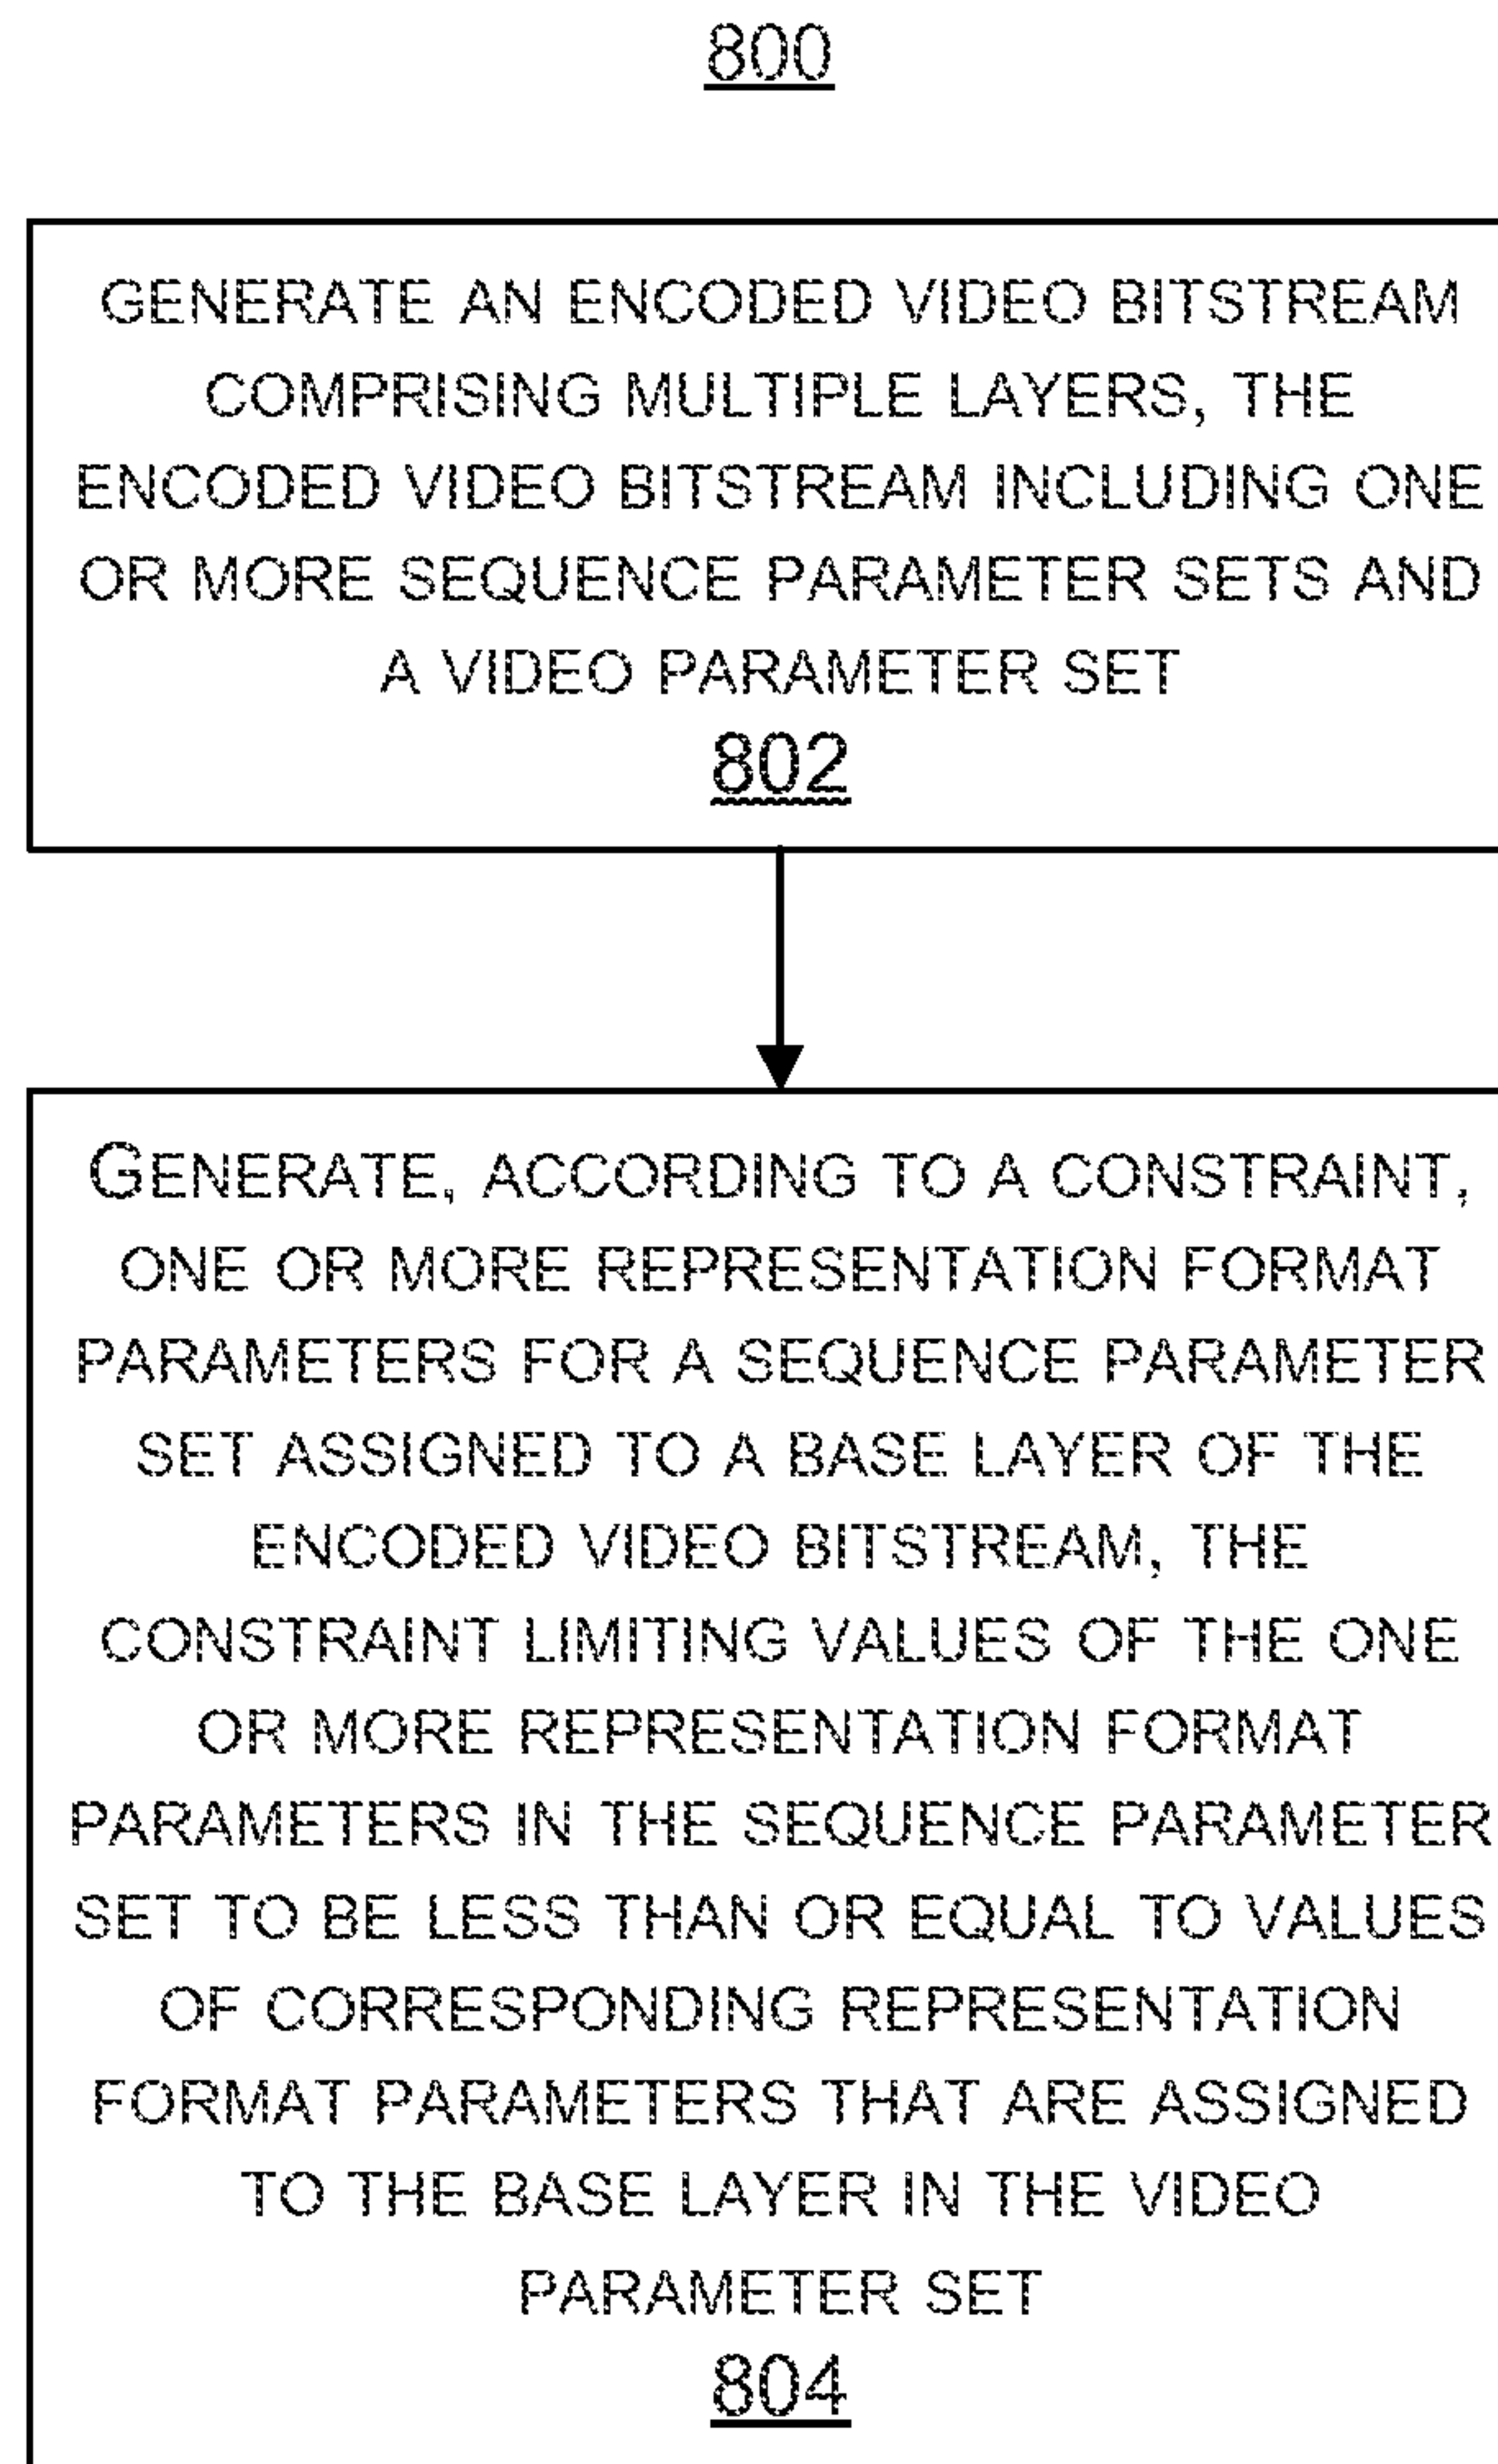 800
GENERATE AN ENCODED VIDEO BITSTREAM
COMPRISING MULTIPLE LAYERS, THE
ENCODED VIDEO BITSTREAM INCLUDING ONE
OR MORE SEQUENCE PARAMETER SETS AND
A VIDEO PARAMETER SET
802
GENERATE, ACCORDING TO A CONSTRAINT,
ONE OR MORE REPRESENTATION FORMAT
PARAMETERS FOR A SEQUENCE PARAMETER
SET ASSIGNED TO A BASE LAYER OF THE
ENCODED VIDEO BITSTREAM, THE
CONSTRAINT LIMITING VALUES OF THE ONE
OR MORE REPRESENTATION FORMAT
PARAMETERS IN THE SEQUENCE PARAMETER
SET TO BE LESS THAN OR EQUAL TO VALUES
OF CORRESPONDING REPRESENTATION
FORMAT PARAMETERS THAT ARE ASSIGNED
TO THE BASE LAYER IN THE VIDEO
PARAMETER SET
804